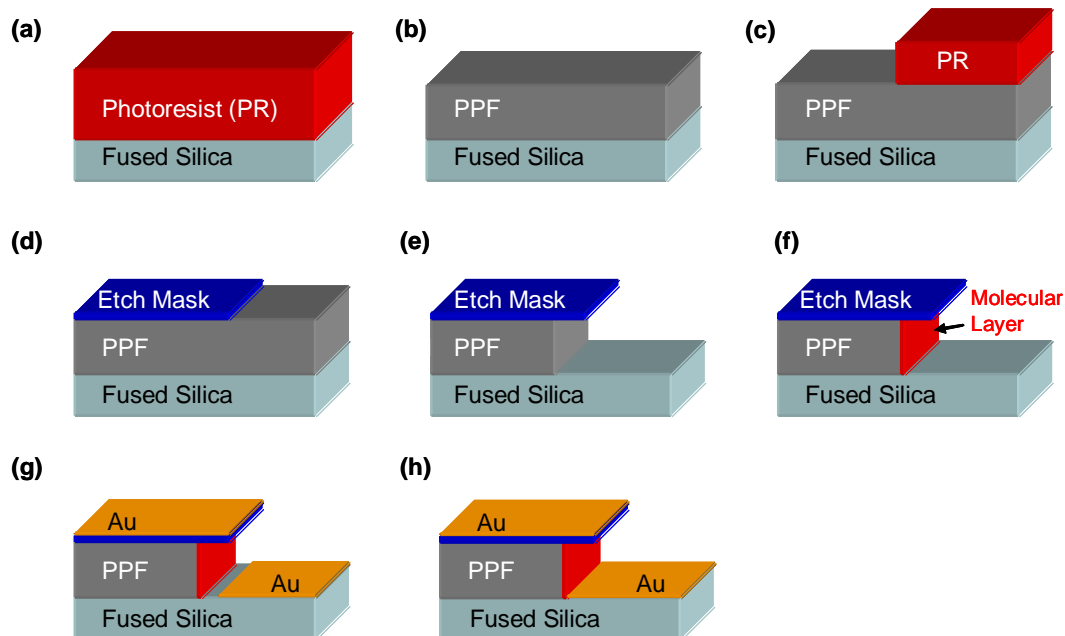 (a)
Photoresist (PR)
Fused Silica
(b)
PPF
Fused Silica
(c)
PR
PPF
Fused Silica
(d)
Etch Mask
PPF
Fused Silica
(e)
Etch Mask
PPF
Fused Silica
(f)
Etch Mask
Molecular
Layer
PPF
Fused Silica
(g)
Au
PPF
Au
Fused Silica
(h)
Au
PPF
Au
Fused Silica